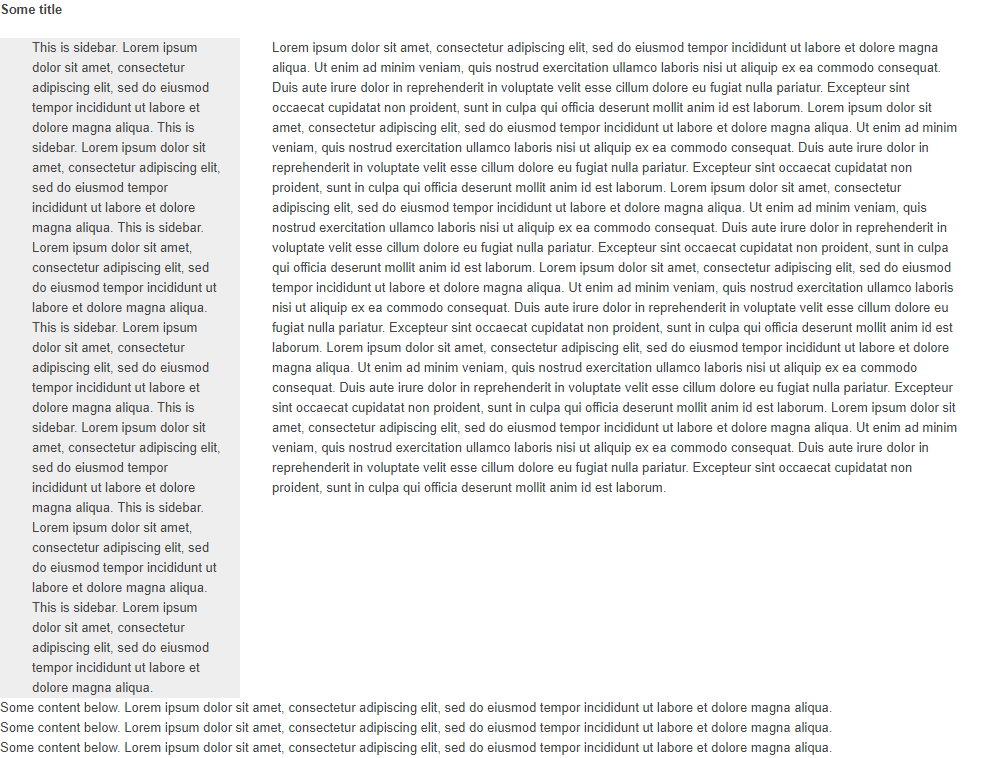 Some title
This is sidebar. Lorem ipsum
dolor sit amet, consectetur
adipiscing elit, sed do eiusmod
tempor incididunt ut labore et
dolore magna aliqua. This is
sidebar. Lorem ipsum dolor sit
amet, consectetur adipiscing elit,
sed do eiusmod tempor
incididunt ut labore et dolore
magna aliqua. This is sidebar.
Lorem ipsum dolor sit amet,
consectetur adipiscing elit, sed
do eiusmod tempor incididunt ut
labore et dolore magna aliqua.
This is sidebar. Lorem ipsum
dolor sit amet, consectetur
adipiscing elit, sed do eiusmod
tempor incididunt ut labore et
dolore magna aliqua. This is
sidebar. Lorem ipsum dolor sit
amet, consectetur adipiscing elit,
sed do eiusmod tempor
incididunt ut labore et dolore
magna aliqua. This is sidebar.
Lorem ipsum dolor sit amet,
consectetur adipiscing elit, sed
do eiusmod tempor incididunt ut
labore et dolore magna aliqua.
This is sidebar. Lorem ipsum
dolor sit amet, consectetur
adipiscing elit, sed do eiusmod
tempor incididunt ut labore et
dolore magna aliqua.
Lorem ipsum dolor sit amet, consectetur adipiscing elit, sed do eiusmod tempor incididunt ut labore et dolore magna
aliqua. Ut enim ad minim veniam, quis nostrud exercitation ullamco laboris nisi ut aliquip ex ea commodo consequat.
Duis aute irure dolor in reprehenderit in voluptate velit esse cillum dolore eu fugiat nulla pariatur. Excepteur sint
occaecat cupidatat non proident, sunt in culpa qui officia deserunt mollit anim id est laborum. Lorem ipsum dolor sit
amet, consectetur adipiscing elit, sed do eiusmod tempor incididunt ut labore et dolore magna aliqua. Ut enim ad minim
veniam, quis nostrud exercitation ullamco laboris nisi ut aliquip ex ea commodo consequat. Duis aute irure dolor in
reprehenderit in voluptate velit esse cillum dolore eu fugiat nulla pariatur. Excepteur sint occaecat cupidatat non
proident, sunt in culpa qui officia deserunt mollit anim id est laborum. Lorem ipsum dolor sit amet, consectetur
adipiscing elit, sed do eiusmod tempor incididunt ut labore et dolore magna aliqua. Ut enim ad minim veniam, quis
nostrud exercitation ullamco laboris nisi ut aliquip ex ea commodo consequat. Duis aute irure dolor in reprehenderit in
voluptate velit esse cillum dolore eu fugiat nulla pariatur. Excepteur sint occaecat cupidatat non proident, sunt in culpa
qui officia deserunt mollit anim id est laborum. Lorem ipsum dolor sit amet, consectetur adipiscing elit, sed do eiusmod
tempor incididunt ut labore et dolore magna aliqua. Ut enim ad minim veniam, quis nostrud exercitation ullamco laboris
nisi ut aliquip ex ea commodo consequat. Duis aute irure dolor in reprehenderit in voluptate velit esse cillum dolore eu
fugiat nulla pariatur. Excepteur sint occaecat cupidatat non proident, sunt in culpa qui officia deserunt mollit anim id est
laborum. Lorem ipsum dolor sit amet, consectetur adipiscing elit, sed do eiusmod tempor incididunt ut labore et dolore
magna aliqua. Ut enim ad minim veniam, quis nostrud exercitation ullamco laboris nisi ut aliquip ex ea commodo
consequat. Duis aute irure dolor in reprehenderit in voluptate velit esse cillum dolore eu fugiat nulla pariatur. Excepteur
sint occaecat cupidatat non proident, sunt in culpa qui officia deserunt mollit anim id est laborum. Lorem ipsum dolor sit
amet, consectetur adipiscing elit, sed do eiusmod tempor incididunt ut labore et dolore magna aliqua. Ut enim ad minim
veniam, quis nostrud exercitation ullamco laboris nisi ut aliquip ex ea commodo consequat. Duis aute irure dolor in
reprehenderit in voluptate velit esse cillum dolore eu fugiat nulla pariatur. Excepteur sint occaecat cupidatat non
proident, sunt in culpa qui officia deserunt mollit anim id est laborum.
Some content below. Lorem ipsum dolor sit amet, consectetur adipiscing elit, sed do eiusmod tempor incididunt ut labore et dolore magna aliqua.
Some content below. Lorem ipsum dolor sit amet, consectetur adipiscing elit, sed do eiusmod tempor incididunt ut labore et dolore magna aliqua.
Some content below. Lorem ipsum dolor sit amet, consectetur adipiscing elit, sed do eiusmod tempor incididunt ut labore et dolore magna aliqua.